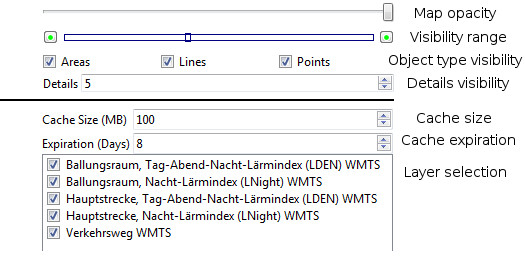 Map opacity
Visibility range
Areas Lines Points Object type visibility
Details 5 Details visibility
Cache Size (MB) 100 Cache size
Expiration (Days) 8 Cache expiration
Ballungsraum, Tag-Abend-Nacht-Lärmindex (LDEN) WMTS Layer selection
Ballungsraum, Nacht-Lärmindex (LNight) WMTS
Hauptstrecke, Tag-Abend-Nacht-Lärmindex (LDEN) WMTS
Hauptstrecke, Nacht-Lärmindex (LNight) WMTS
Verkehrsweg WMTS